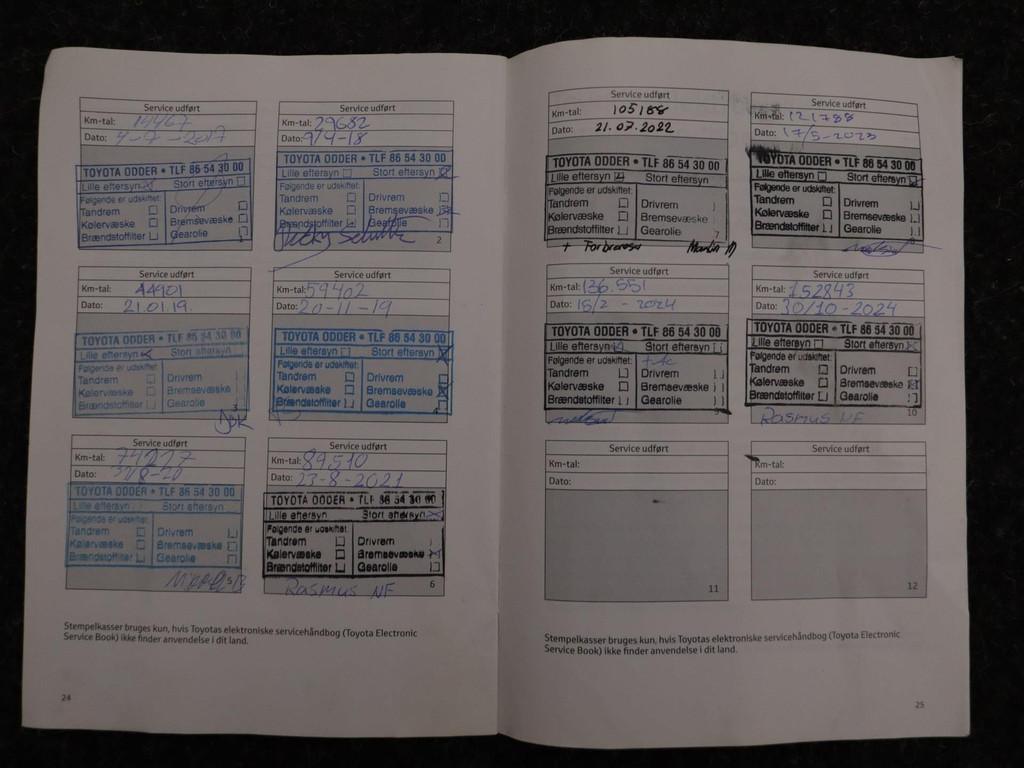 Service udført
Km-tal: 14467
Dato: 4-7-2017
TOYOTA ODDER • TLF 86 54 30 00
Lille eftersyn Stort eftersyn
Følgende er udskiftet:
Tandrem Drivrem
Kølervæske Bremsevæske
Brændstoffilter Gearolie
1
Service udført
Km-tal: 29682
Dato: 9/4-18
TOYOTA ODDER • TLF 86 54 30 00
Lille eftersyn Stort eftersyn
Følgende er udskiftet:
Tandrem Drivrem
Kølervæske Bremsevæske
Brændstoffilter Gearolie
2
Service udført
Km-tal: 44901
Dato: 21.01.19.
TOYOTA ODDER • TLF 86 54 30 00
Lille eftersyn Stort eftersyn
Følgende er udskiftet:
Tandrem Drivrem
Kølervæske Bremsevæske
Brændstoffilter Gearolie
3
Service udført
Km-tal: 59402
Dato: 20-11-19
TOYOTA ODDER • TLF 86 54 30 00
Lille eftersyn Stort eftersyn
Følgende er udskiftet:
Tandrem Drivrem
Kølervæske Bremsevæske
Brændstoffilter Gearolie
Service udført
Km-tal:
Dato:
TOYOTA ODDER • TLF 86 54 30 00
Lille eftersyn Stort eftersyn
Følgende er udskiftet:
Tandrem Drivrem
Kølervæske Bremsevæske
Brændstoffilter Gearolie
5
Service udført
Km-tal: 89510
Dato: 23-8-2021
TOYOTA ODDER • TLF 86 54 30 00
Lille eftersyn Stort eftersyn
Følgende er udskiftet:
Tandrem Drivrem
Kølervæske Bremsevæske
Brændstoffilter Gearolie
6
Rasmus NF
Stempelkasser bruges kun, hvis Toyotas elektroniske servicehåndbog (Toyota Electronic
Service Book) ikke finder anvendelse i dit land.
24
Service udført
Km-tal: 105188
Dato: 21.07.2022
TOYOTA ODDER • TLF 86 54 30 00
Lille eftersyn Stort eftersyn
Følgende er udskiftet:
Tandrem Drivrem
Kølervæske Bremsevæske
Brændstoffilter Gearolie
7
Service udført
Km-tal: 121788
Dato: 17/5-2023
TOYOTA ODDER • TLF 86 54 30 00
Lille eftersyn Stort eftersyn
Følgende er udskiftet:
Tandrem Drivrem
Kølervæske Bremsevæske
Brændstoffilter Gearolie
8
Service udført
Km-tal: 136.551
Dato: 15/2-2024
TOYOTA ODDER • TLF 86 54 30 00
Lille eftersyn Stort eftersyn
Følgende er udskiftet:
Tandrem Drivrem
Kølervæske Bremsevæske
Brændstoffilter Gearolie
9
Service udført
Km-tal: 152843
Dato: 30/10-2024
TOYOTA ODDER • TLF 86 54 30 00
Lille eftersyn Stort eftersyn
Følgende er udskiftet:
Tandrem Drivrem
Kølervæske Bremsevæske
Brændstoffilter Gearolie
10
Rasmus NF
Service udført
Km-tal:
Dato:
11
Service udført
Km-tal:
Dato:
12
Stempelkasser bruges kun, hvis Toyotas elektroniske servicehåndbog (Toyota Electronic
Service Book) ikke finder anvendelse i dit land.
25